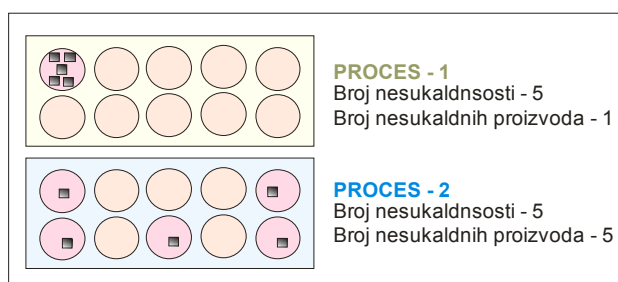 PROCES - 1
Broj nesukaldnsosti - 5
Broj nesukaldnih proizvoda - 1
PROCES - 2
Broj nesukaldnsosti - 5
Broj nesukaldnih proizvoda - 5